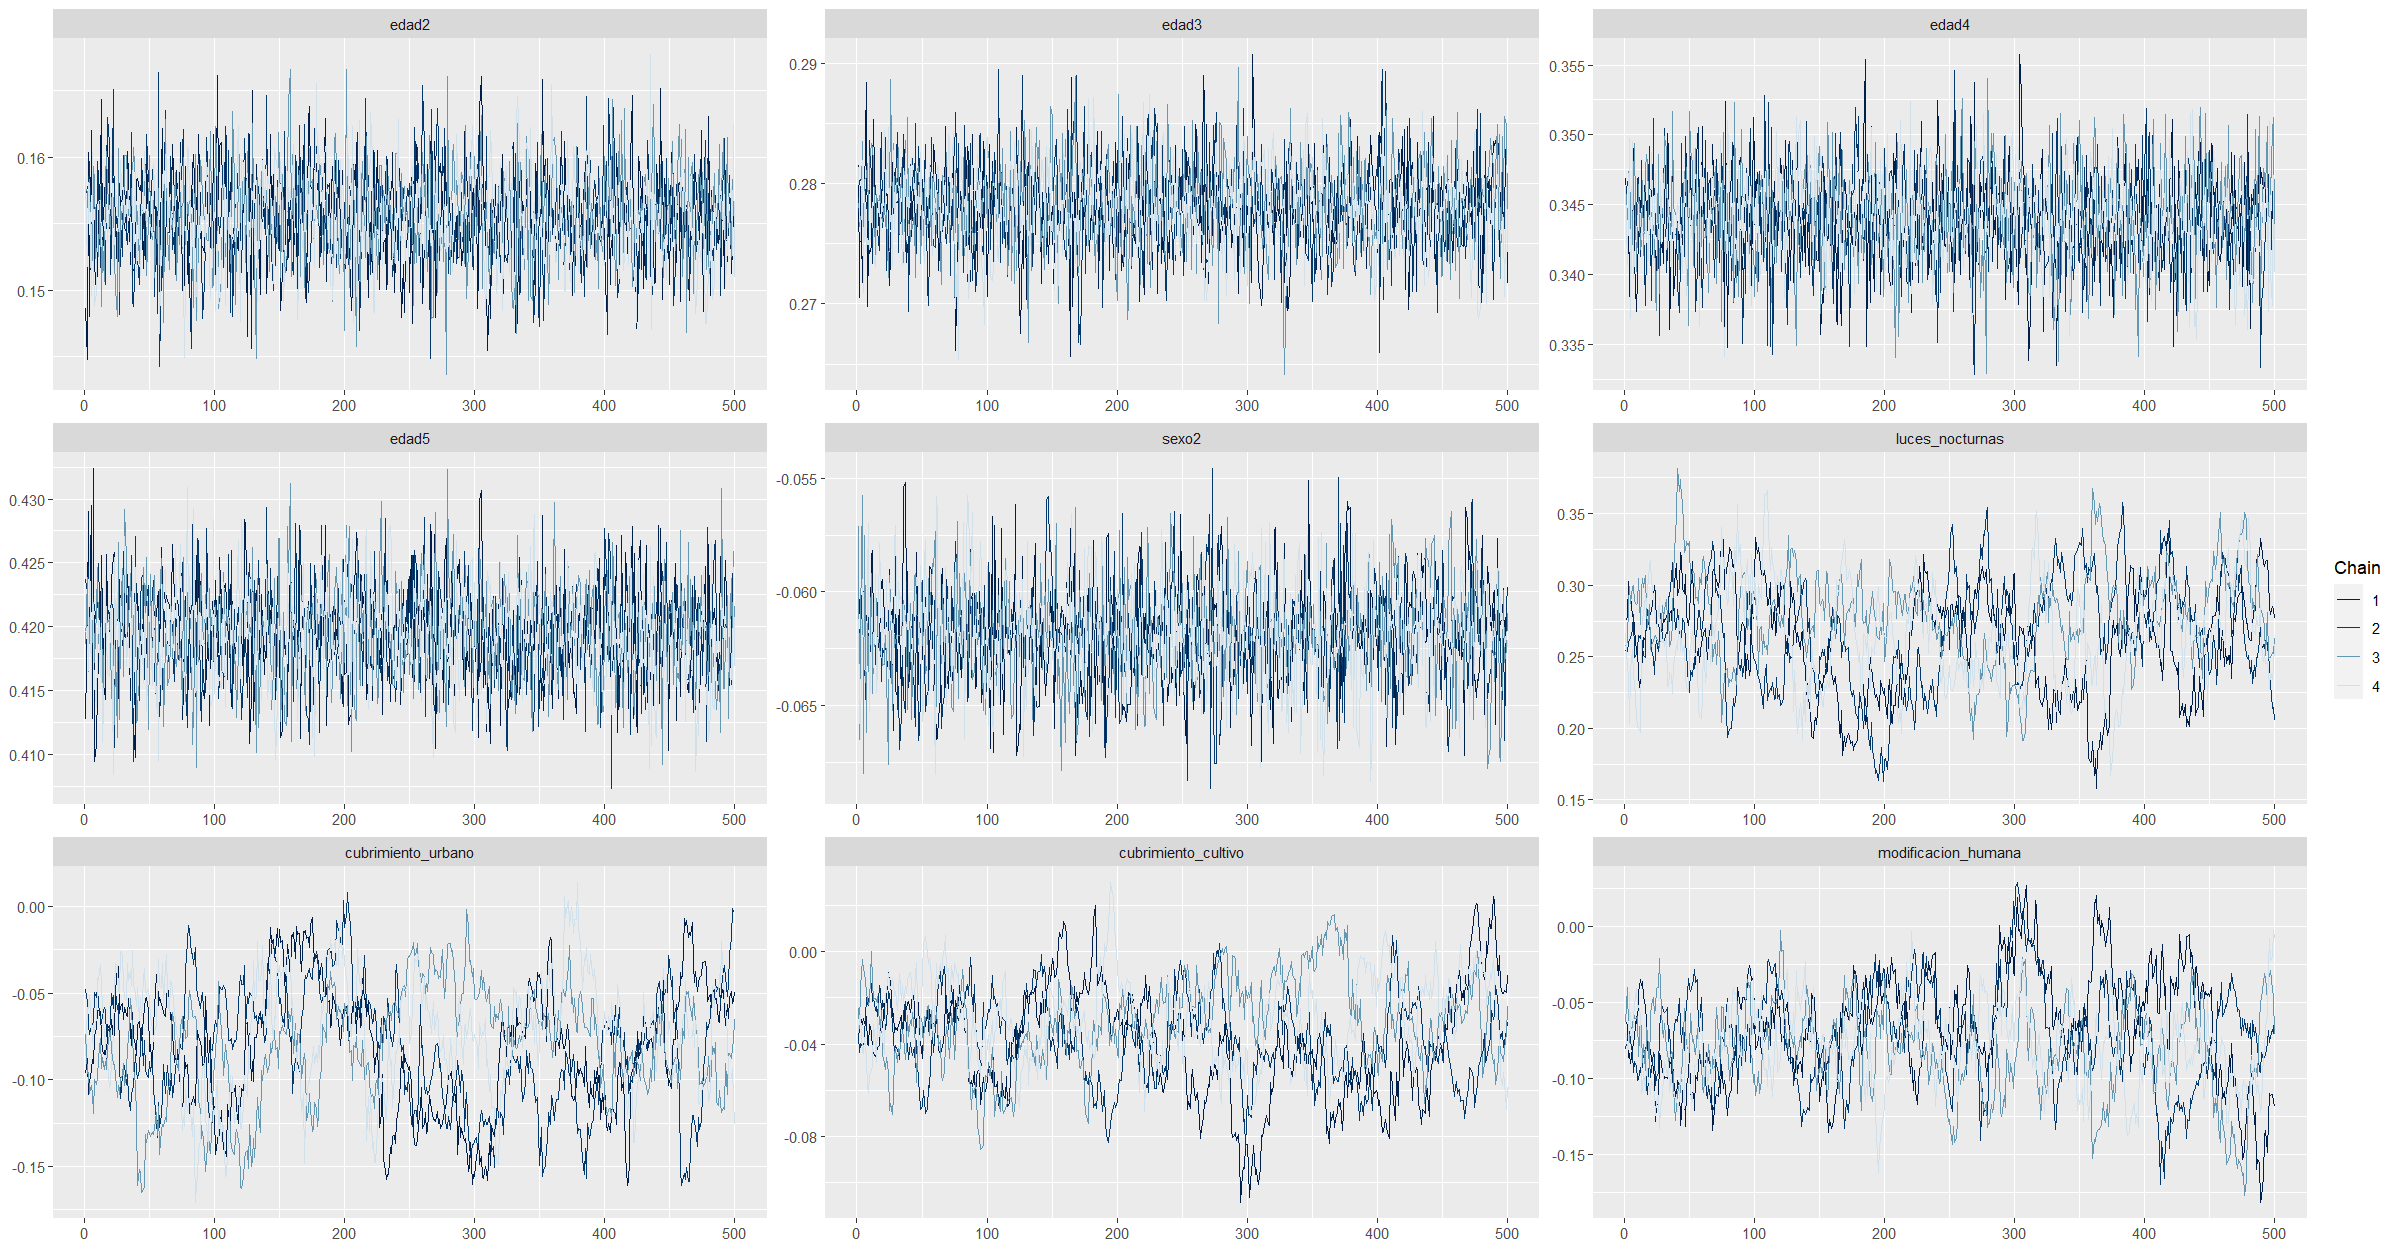 edad2
edad3
edad4
0.16
0.15
0.29
0.28
0.27
0.355
0.350
0.345
0.340
0.335
0 100 200 300 400 500
0 100 200 300 400 500
0 100 200 300 400 500
edad5
sexo2
luces_nocturnas
0.430
0.425
0.420
0.415
0.410
-0.055
-0.060
-0.065
0.35
0.30
0.25
0.20
0.15
0 100 200 300 400 500
0 100 200 300 400 500
0 100 200 300 400 500
Chain
1
2
3
4
cubrimiento_urbano
cubrimiento_cultivo
modificacion_humana
0.00
-0.05
-0.10
-0.15
0.00
-0.04
-0.08
0.00
-0.05
-0.10
-0.15
0 100 200 300 400 500
0 100 200 300 400 500
0 100 200 300 400 500